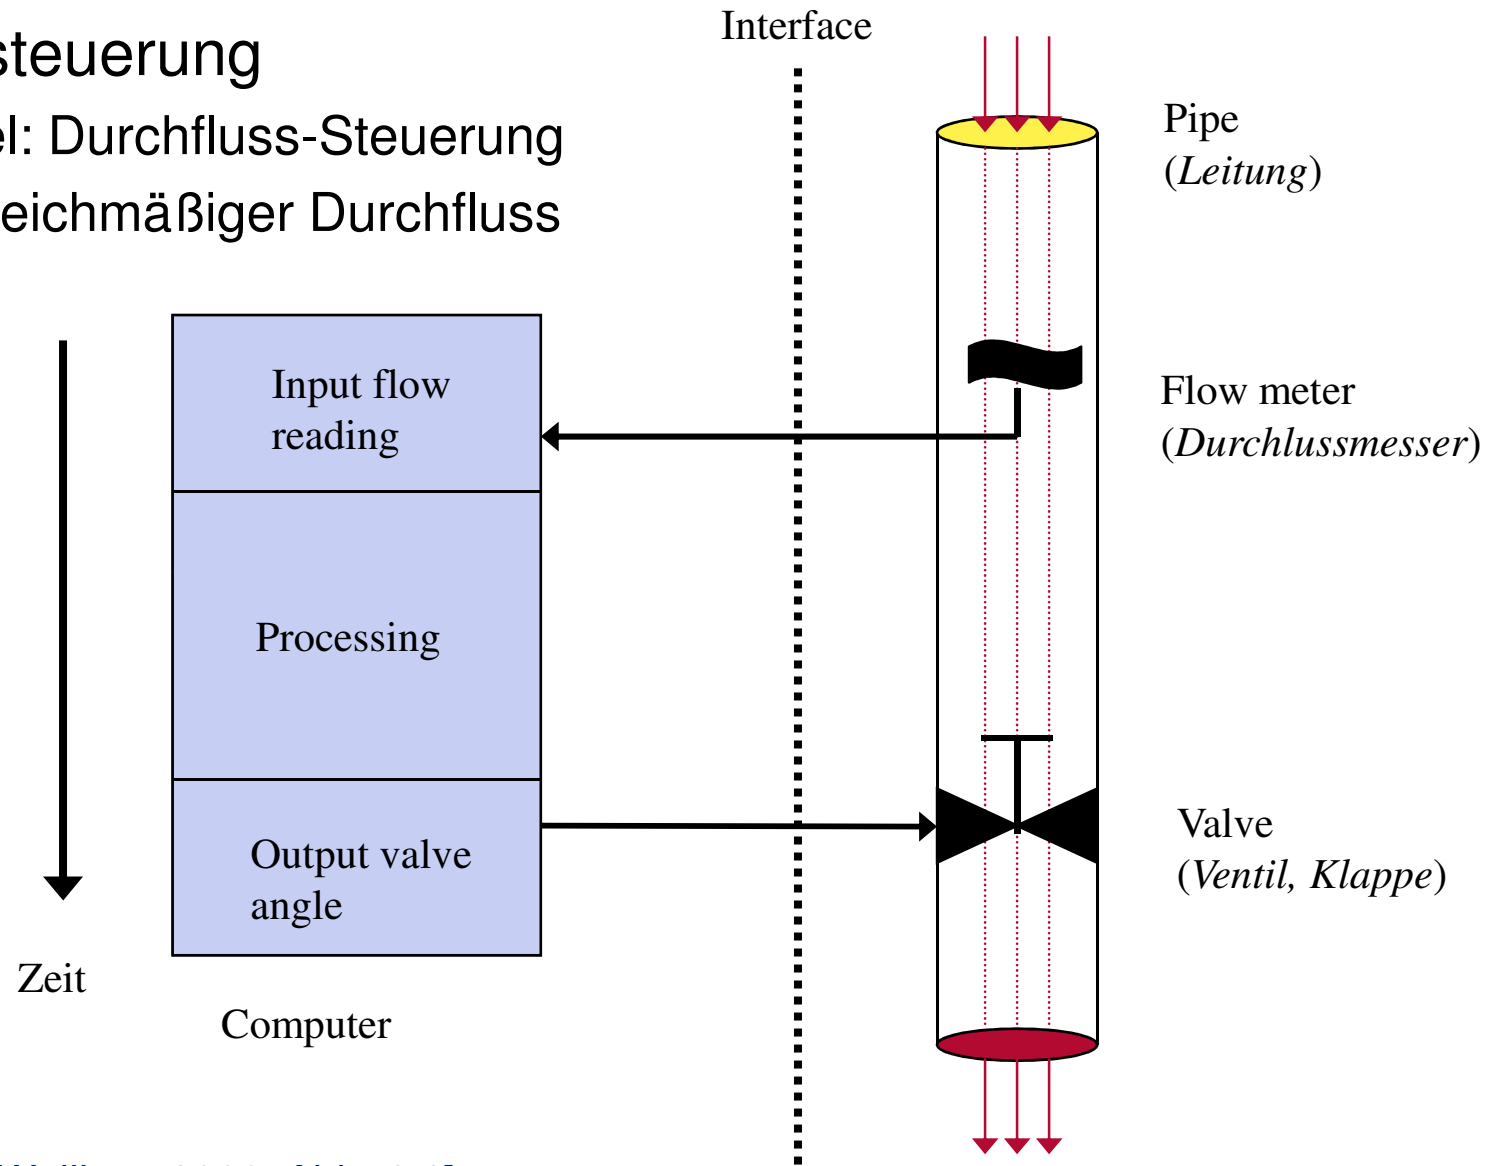 steuerung
el: Durchfluss-Steuerung
eichmäßiger Durchfluss
Interface
Pipe
(Leitung)
Input flow
reading
Flow meter
(Durchlussmesser)
Processing
Output valve
angle
Valve
(Ventil, Klappe)
Zeit
Computer